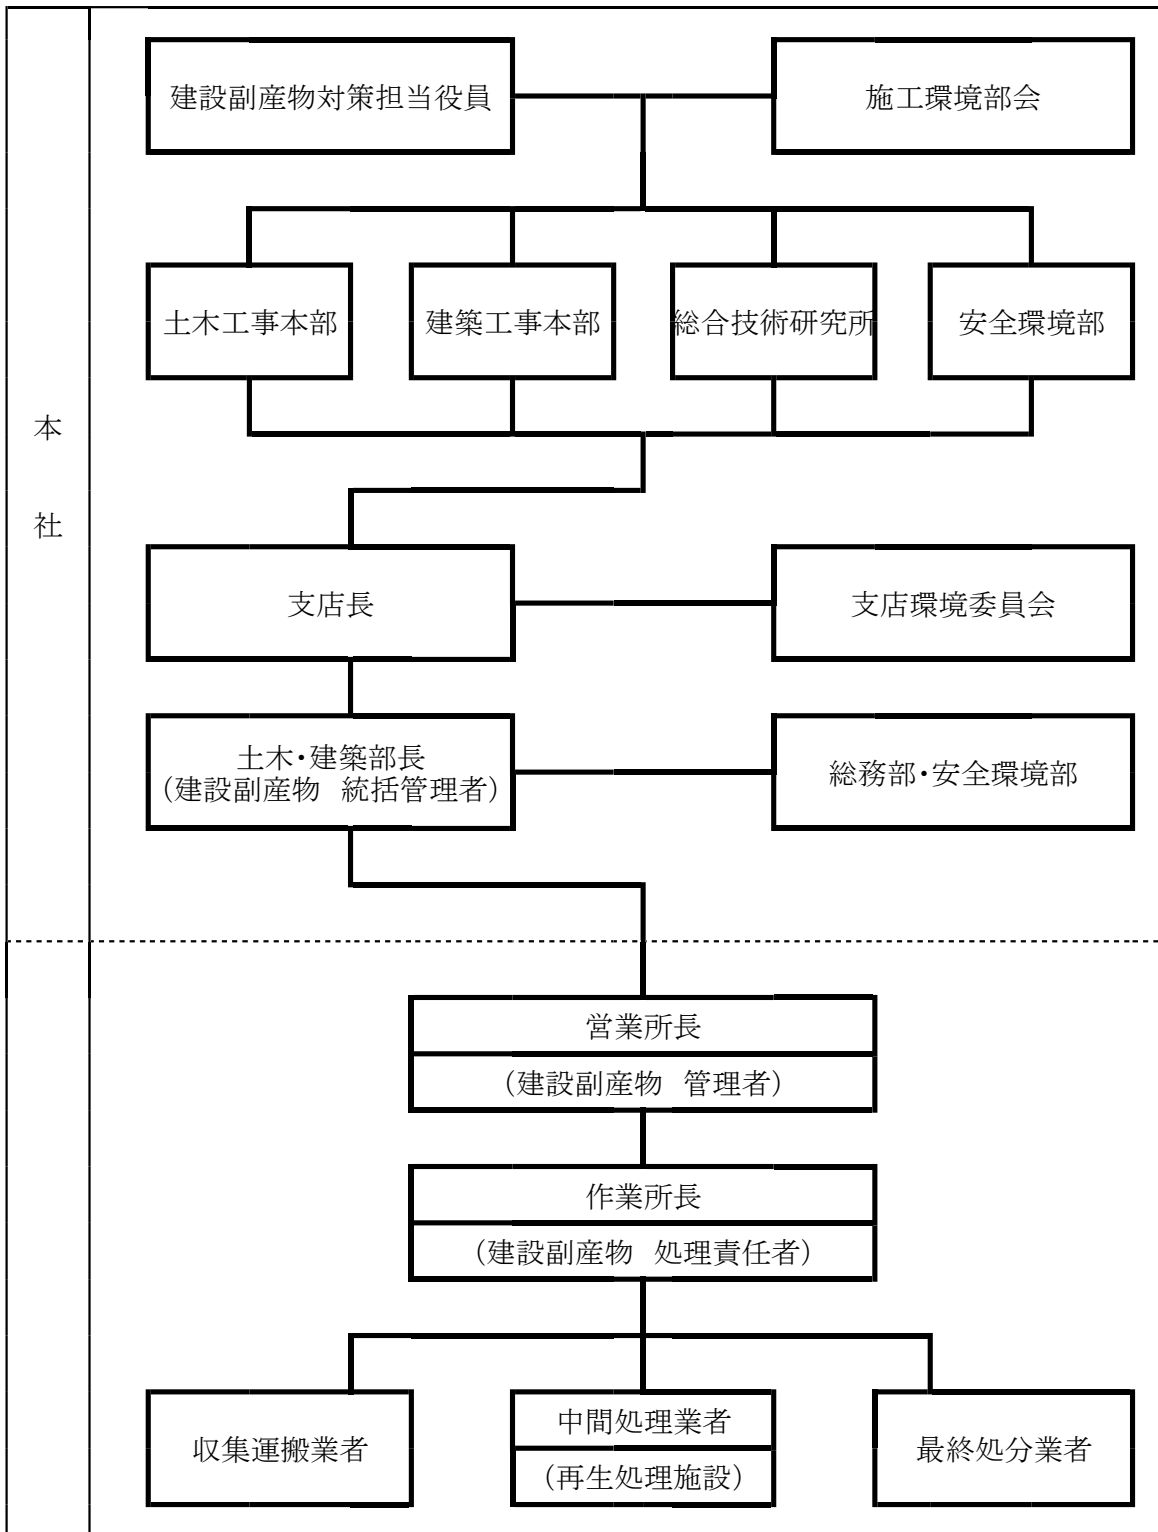 建設副産物対策担当役員
施工環境部会
土木工事本部
建築工事本部
総合技術研究所
安全環境部
本
社
支店長
支店環境委員会
土木・建築部長
(建設副産物 統括管理者)
総務部・安全環境部
営業所長
(建設副産物 管理者)
作業所長
(建設副産物 処理責任者)
収集運搬業者
中間処理業者
(再生処理施設)
最終処分業者